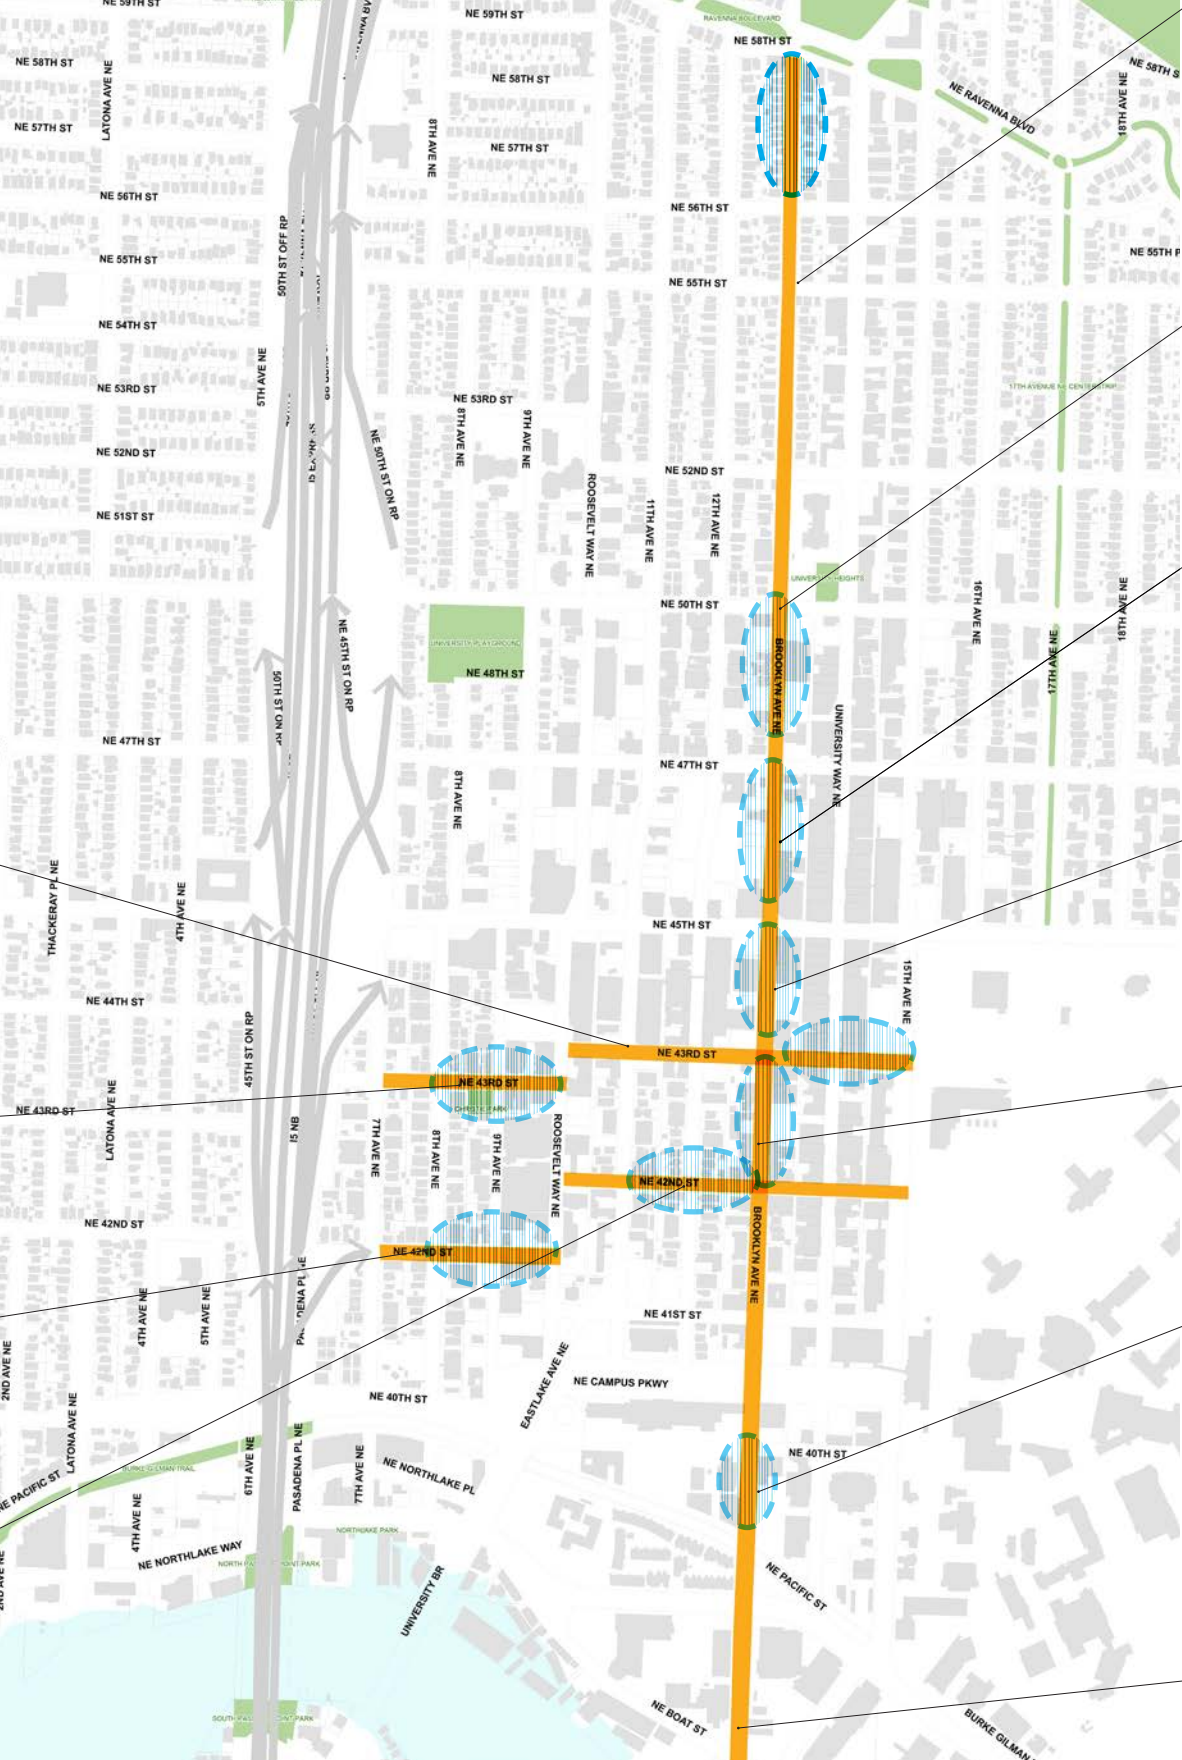 NE 59TH ST
NE 59TH ST
RAVENNA BOULEVARD
NE 58TH ST
NE 58TH ST
NE 58TH ST
NE 58TH S
LATONA AVE NE
NE RAVENNA BLVD
18TH AVE NE
NE 57TH ST
8TH AVE NE
NE 57TH ST
NE 56TH ST
NE 56TH ST
50TH ST OFF RP
NE 55TH ST
NE 55TH P
NE 55TH ST
NE 54TH ST
5TH AVE NE
NE 53RD ST
NE 53RD ST
17TH AVENUE NE CENTERSTRIP
8TH AVE NE
9TH AVE NE
NE 50TH ST ON RP
NE 52ND ST
NE 52ND ST
ROOSEVELT WAY NE
11TH AVE NE
12TH AVE NE
NE 51ST ST
UNIVERSITY HEIGHTS
16TH AVE NE
18TH AVE NE
NE 50TH ST
NE 45TH ST ON RP
UNIVERSITY PLAYGROUND
17TH AVE NE
BROOKLYN AVE NE
NE 48TH ST
50TH ST ON RP
UNIVERSITY WAY NE
NE 47TH ST
NE 47TH ST
8TH AVE NE
THACKERAY PL NE
4TH AVE NE
NE 45TH ST
15TH AVE NE
NE 44TH ST
45TH ST ON RP
NE 43RD ST
NE 43RD ST
LATONA AVE NE
NE 43RD ST
CHRISTIE PARK
I5 NB
7TH AVE NE
8TH AVE NE
9TH AVE NE
ROOSEVELT WAY NE
NE 42ND ST
NE 42ND ST
BROOKLYN AVE NE
NE 42ND ST
4TH AVE NE
5TH AVE NE
NE 41ST ST
2ND AVE NE
EASTLAKE AVE NE
NE CAMPUS PKWY
NE 40TH ST
LATONA AVE NE
NE 40TH ST
6TH AVE NE
PASADENA PL NE
7TH AVE NE
BURKE-GILMAN TRAIL
NE NORTHLAKE PL
NE PACIFIC ST
4TH AVE NE
NORTHLAKE PARK
NE NORTHLAKE WAY
UNIVERSITY BR
NE PACIFIC ST
NE BOAT ST
BURKE GILMAN